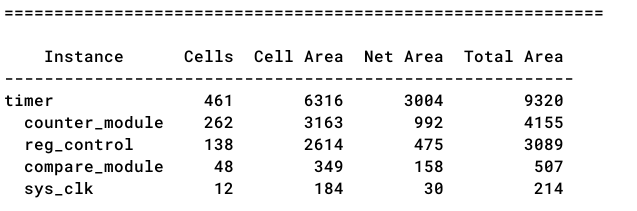 ============================================================
Instance Cells Cell Area Net Area Total Area
---------------------------------------------------------
timer 461 6316 3004 9320
counter_module 262 3163 992 4155
reg_control 138 2614 475 3089
compare_module 48 349 158 507
sys_clk 12 184 30 214